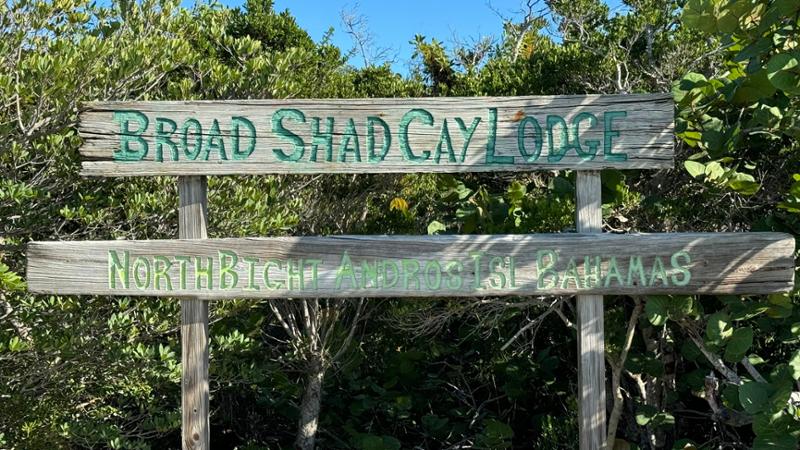 BROAD SHAD CAY LODGE
NORTH BIGHT ANDROS ISL BAHAMAS